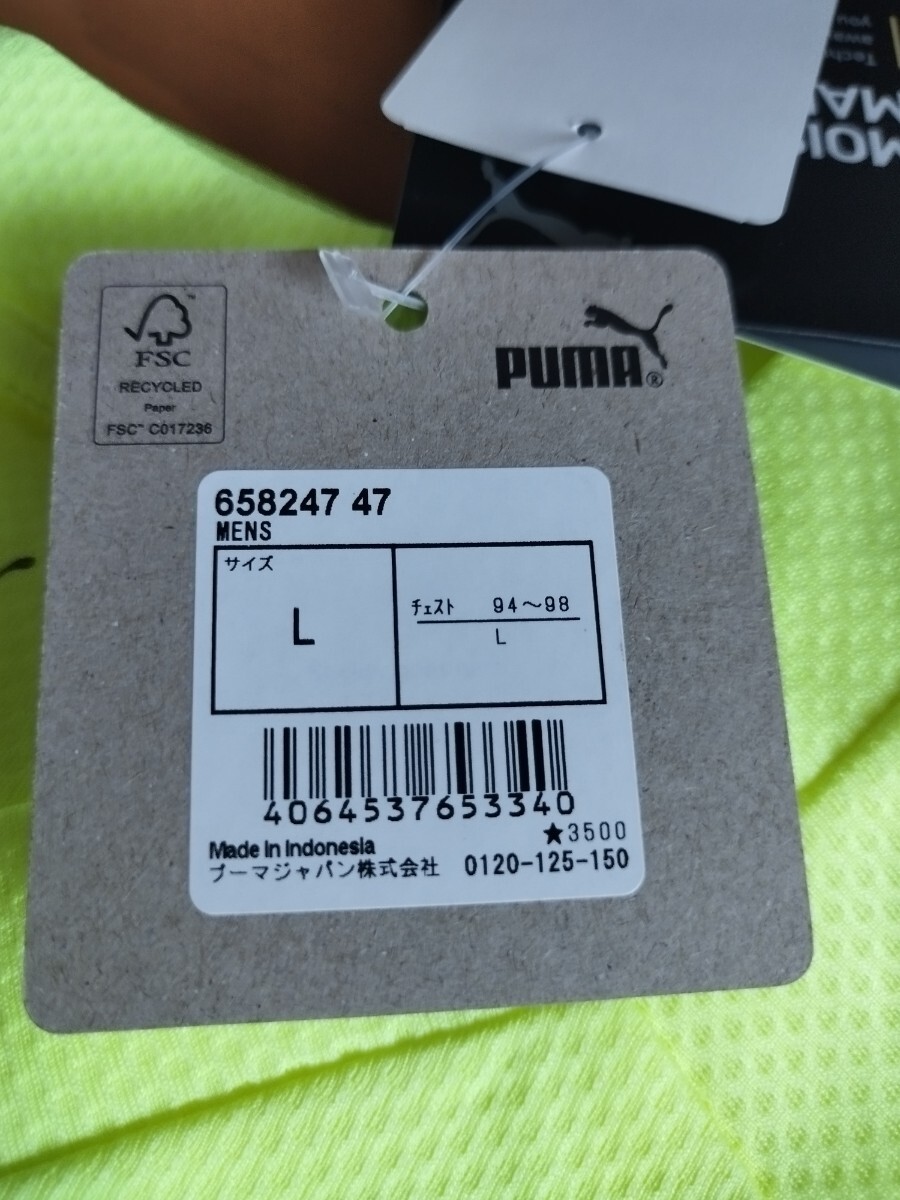 FSC
RECYCLED
Paper
FSC™ C017236
PUMA®
658247 47
MENS
サイズ
L
チェスト 94～98
L
4064537653340
★3500
Made in Indonesia
プーマジャパン株式会社 0120-125-150